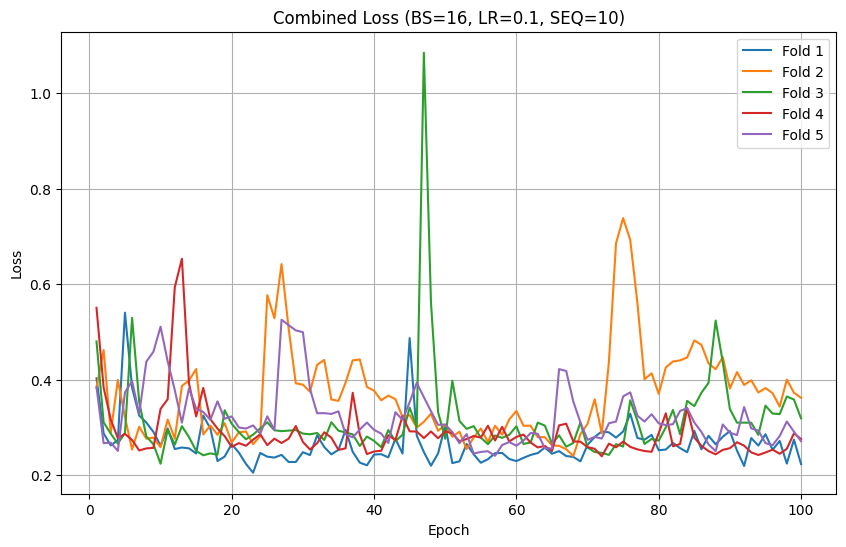 Combined Loss (BS=16, LR=0.1, SEQ=10)
Fold 1
Fold 2
Fold 3
Fold 4
Fold 5
Loss
1.0
0.8
0.6
0.4
0.2
0 20 40 60 80 100
Epoch